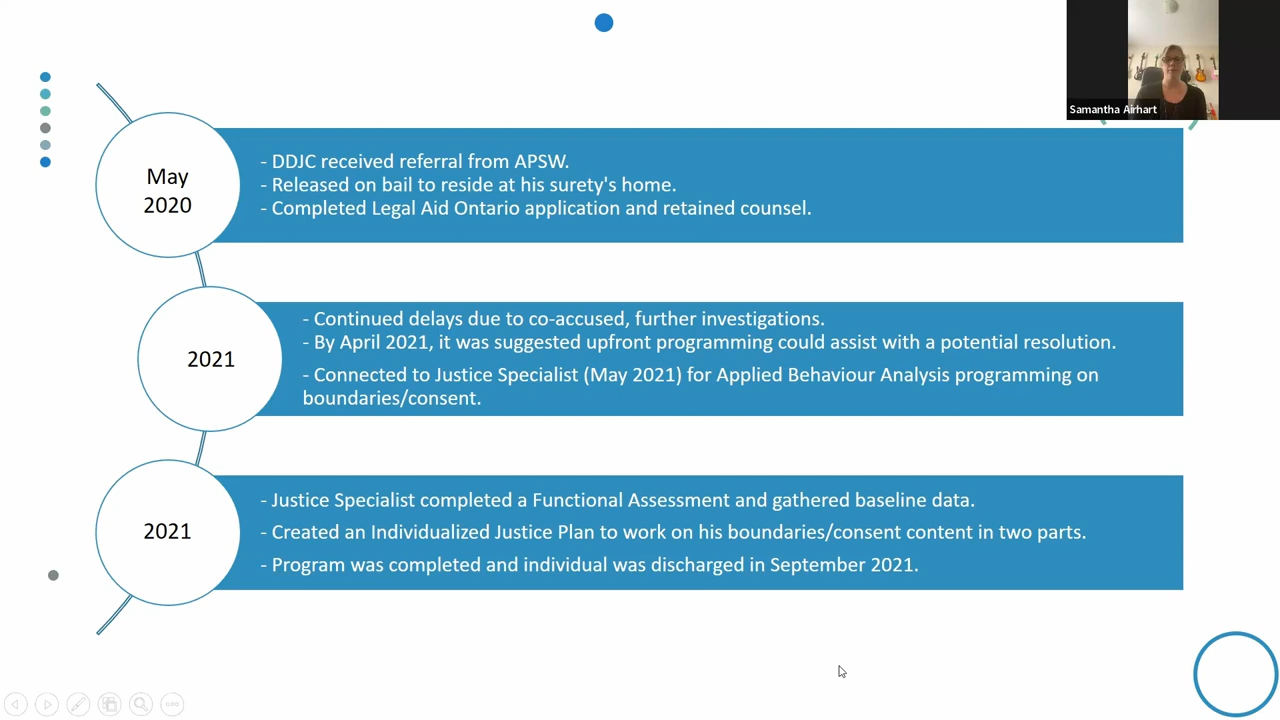 Samantha Airhart
May
2020
- DDJC received referral from APSW.
- Released on bail to reside at his surety's home.
- Completed Legal Aid Ontario application and retained counsel.
2021
- Continued delays due to co-accused, further investigations.
- By April 2021, it was suggested upfront programming could assist with a potential resolution.
- Connected to Justice Specialist (May 2021) for Applied Behaviour Analysis programming on
boundaries/consent.
2021
- Justice Specialist completed a Functional Assessment and gathered baseline data.
- Created an Individualized Justice Plan to work on his boundaries/consent content in two parts.
- Program was completed and individual was discharged in September 2021.